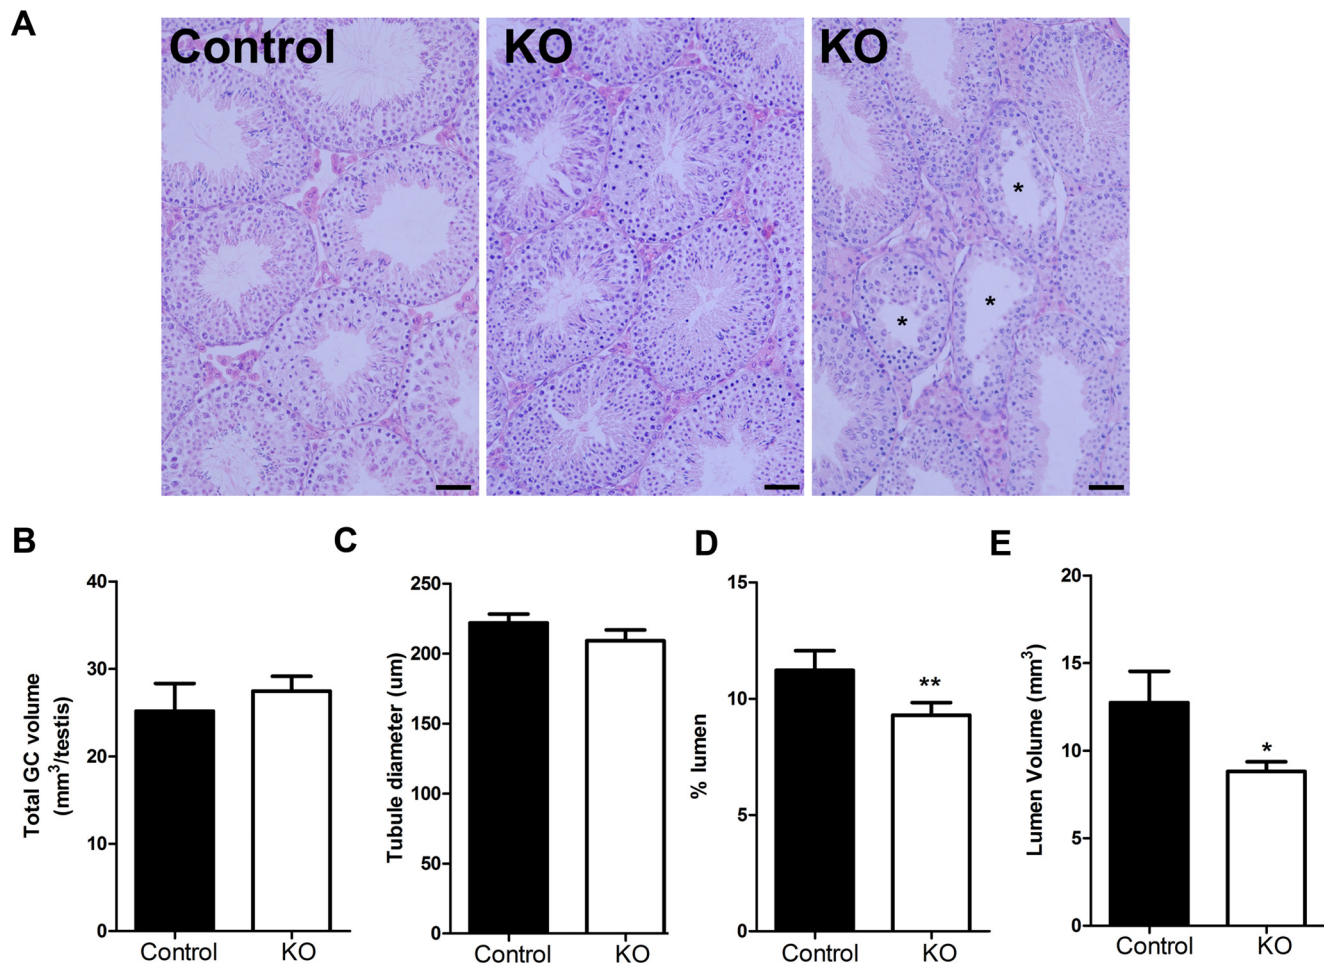 A
Control
KO
KO
*
*
*
B
C
D
E
Total GC volume
(mm³/testis)
40
30
20
10
0
Control
KO
Tubule diameter (um)
250
200
150
100
50
0
Control
KO
% lumen
15
10
5
0
**
Control
KO
Lumen Volume (mm³)
20
15
10
5
0
*
Control
KO